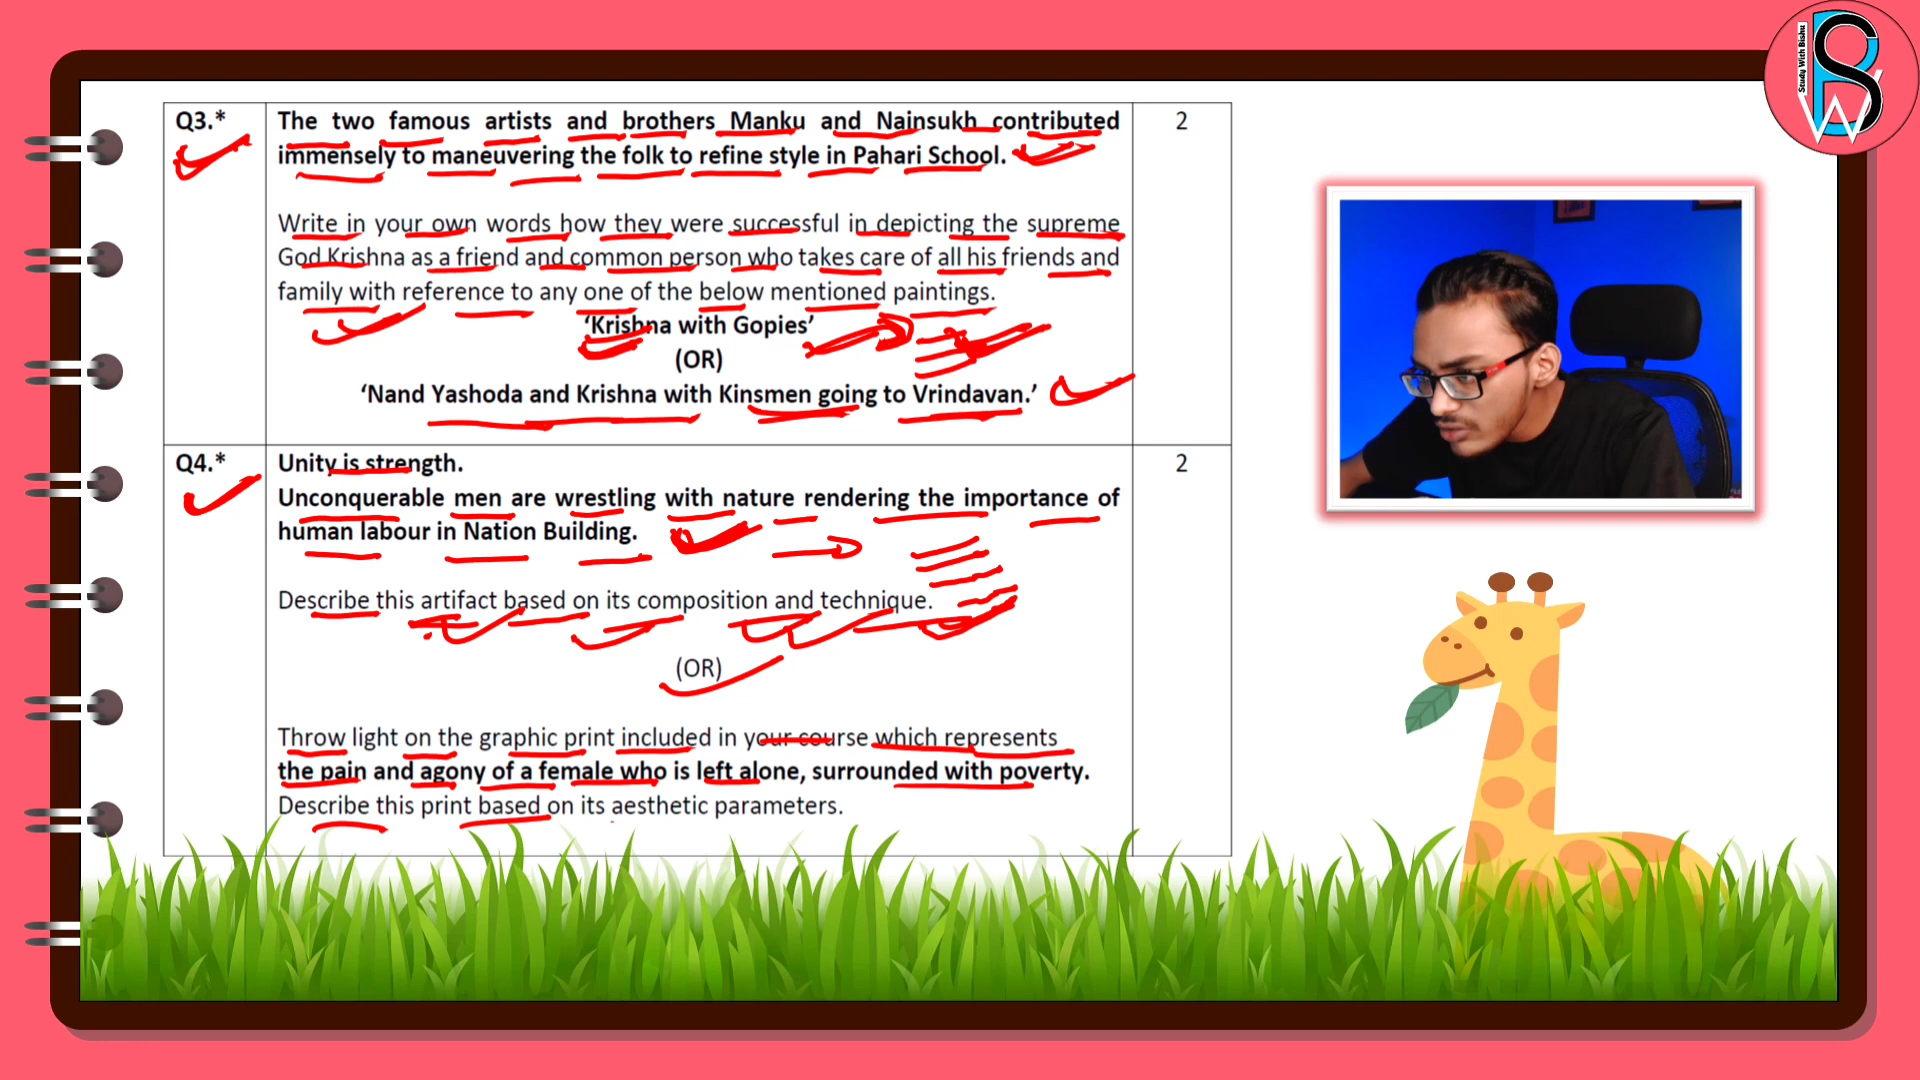 Study With Bishu
BSW
Q3.* The two famous artists and brothers Manku and Nainsukh contributed 2
immensely to maneuvering the folk to refine style in Pahari School.
Write in your own words how they were successful in depicting the supreme
God Krishna as a friend and common person who takes care of all his friends and
family with reference to any one of the below mentioned paintings.
‘Krishna with Gopies’
(OR)
‘Nand Yashoda and Krishna with Kinsmen going to Vrindavan.’
Q4.* Unity is strength. 2
Unconquerable men are wrestling with nature rendering the importance of
human labour in Nation Building.
Describe this artifact based on its composition and technique.
(OR)
Throw light on the graphic print included in your course which represents
the pain and agony of a female who is left alone, surrounded with poverty.
Describe this print based on its aesthetic parameters.